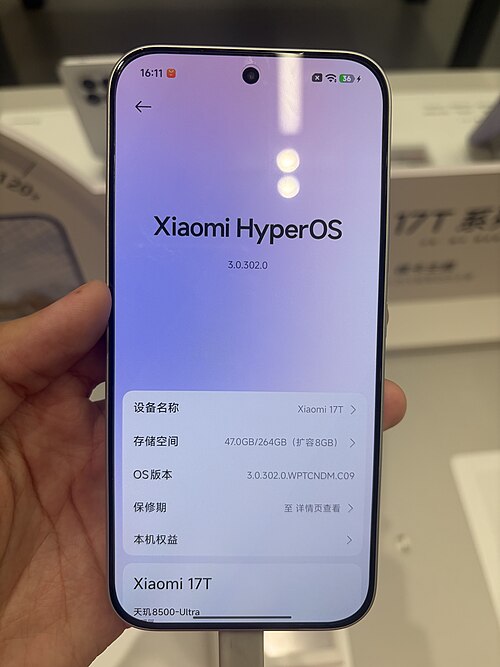 16:11
36
Xiaomi HyperOS
3.0.302.0
设备名称 Xiaomi 17T
存储空间 47.0GB/264GB（扩容8GB）
OS版本 3.0.302.0.WPTCNDM.C09
保修期 至 详情页查看
本机权益
Xiaomi 17T
天玑8500-Ultra
120
17T 系